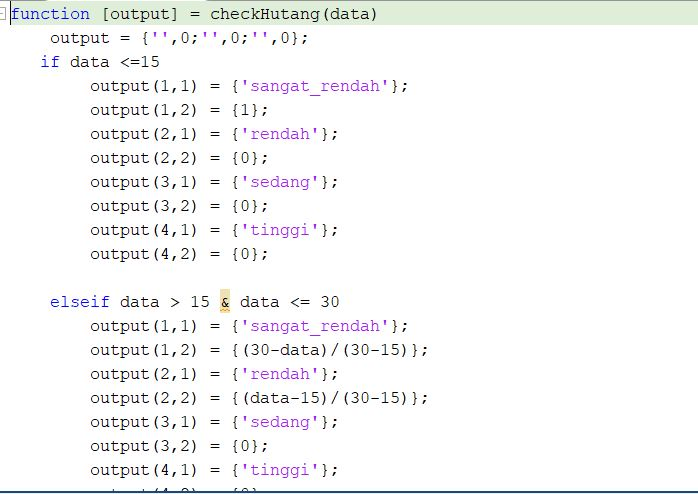 function [output] = checkHutang(data)
output = {'',0;'',0;'',0};
if data <=15
output(1,1) = {'sangat_rendah'};
output(1,2) = {1};
output(2,1) = {'rendah'};
output(2,2) = {0};
output(3,1) = {'sedang'};
output(3,2) = {0};
output(4,1) = {'tinggi'};
output(4,2) = {0};
elseif data > 15 & data <= 30
output(1,1) = {'sangat_rendah'};
output(1,2) = {(30-data)/(30-15)};
output(2,1) = {'rendah'};
output(2,2) = {(data-15)/(30-15)};
output(3,1) = {'sedang'};
output(3,2) = {0};
output(4,1) = {'tinggi'};